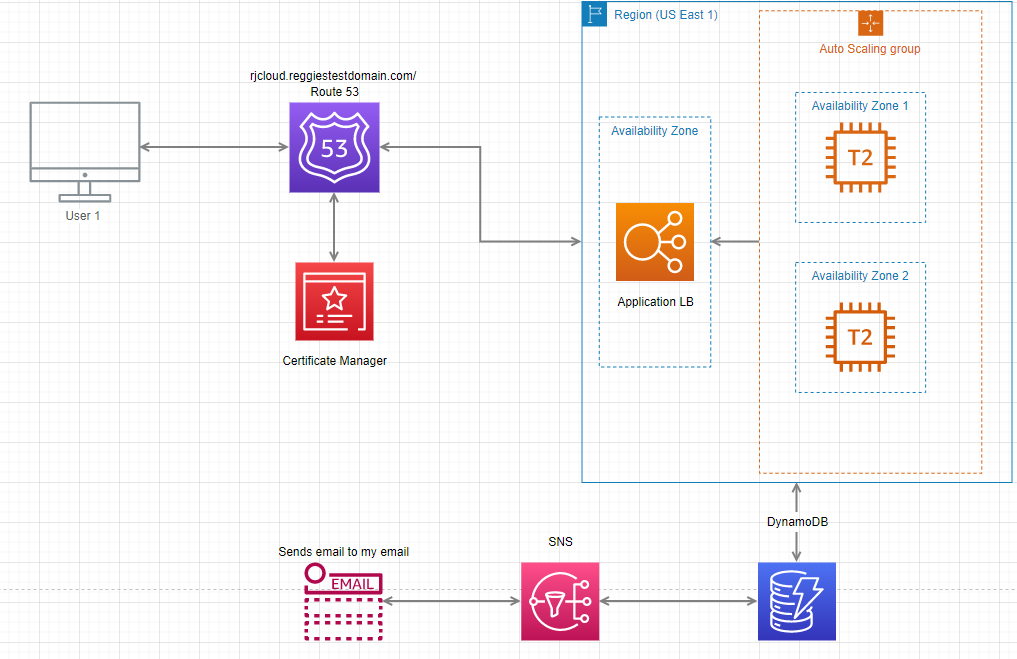 Region (US East 1)
Auto Scaling group
rjcloud.reggiestestdomain.com/
Route 53
53
User 1
Certificate Manager
Availability Zone
Application LB
Availability Zone 1
T2
Availability Zone 2
T2
DynamoDB
SNS
Sends email to my email
EMAIL